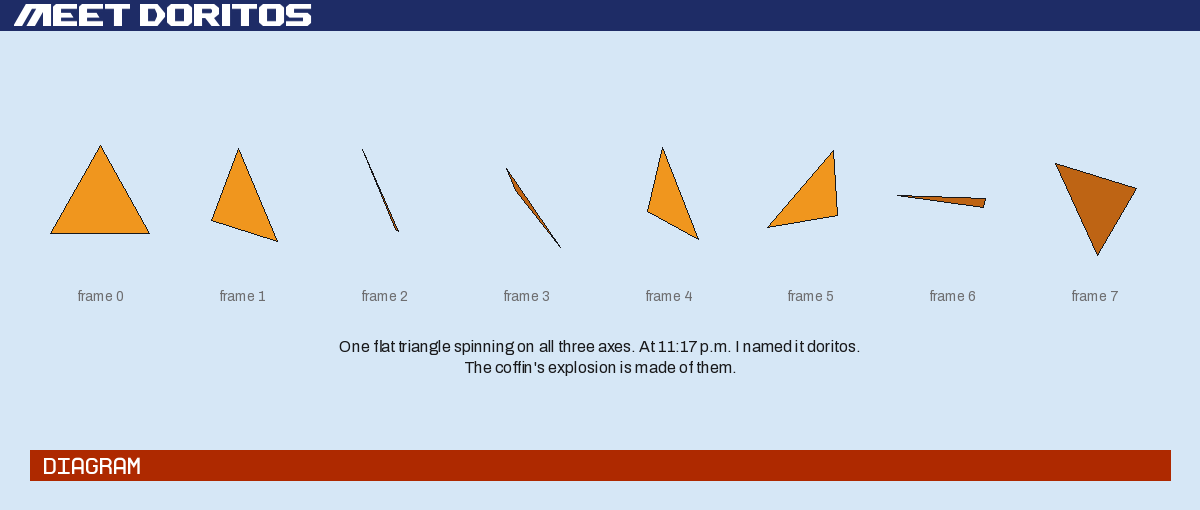 MEET DORITOS
frame 0
frame 1
frame 2
frame 3
frame 4
frame 5
frame 6
frame 7
One flat triangle spinning on all three axes. At 11:17 p.m. I named it doritos.
The coffin's explosion is made of them.
DIAGRAM